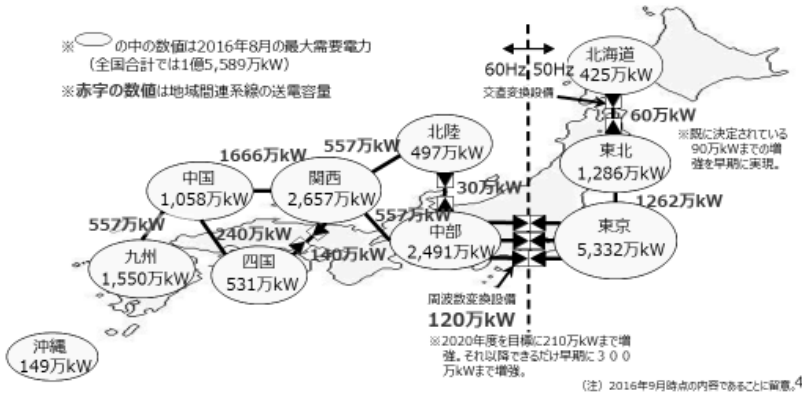 ※ の中の数値は2016年8月の最大需要電力
（全国合計では1億5,589万kW）
※赤字の数値は地域間連系線の送電容量
60Hz
50Hz
北海道
425万kW
交直変換設備
60万kW
※既に決定されている
90万kWまでの増
強を早期に実現。
東北
1,286万kW
1262万kW
東京
5,332万kW
北陸
497万kW
557万kW
30万kW
1666万kW
中国
1,058万kW
関西
2,657万kW
557万kW
中部
2,491万kW
557万kW
240万kW
140万kW
九州
1,550万kW
四国
531万kW
周波数変換設備
120万kW
※2020年度を目標に210万kWまで増
強。それ以降できるだけ早期に３００
万kWまで増強。
沖縄
149万kW
（注）2016年9月時点の内容であることに留意。4